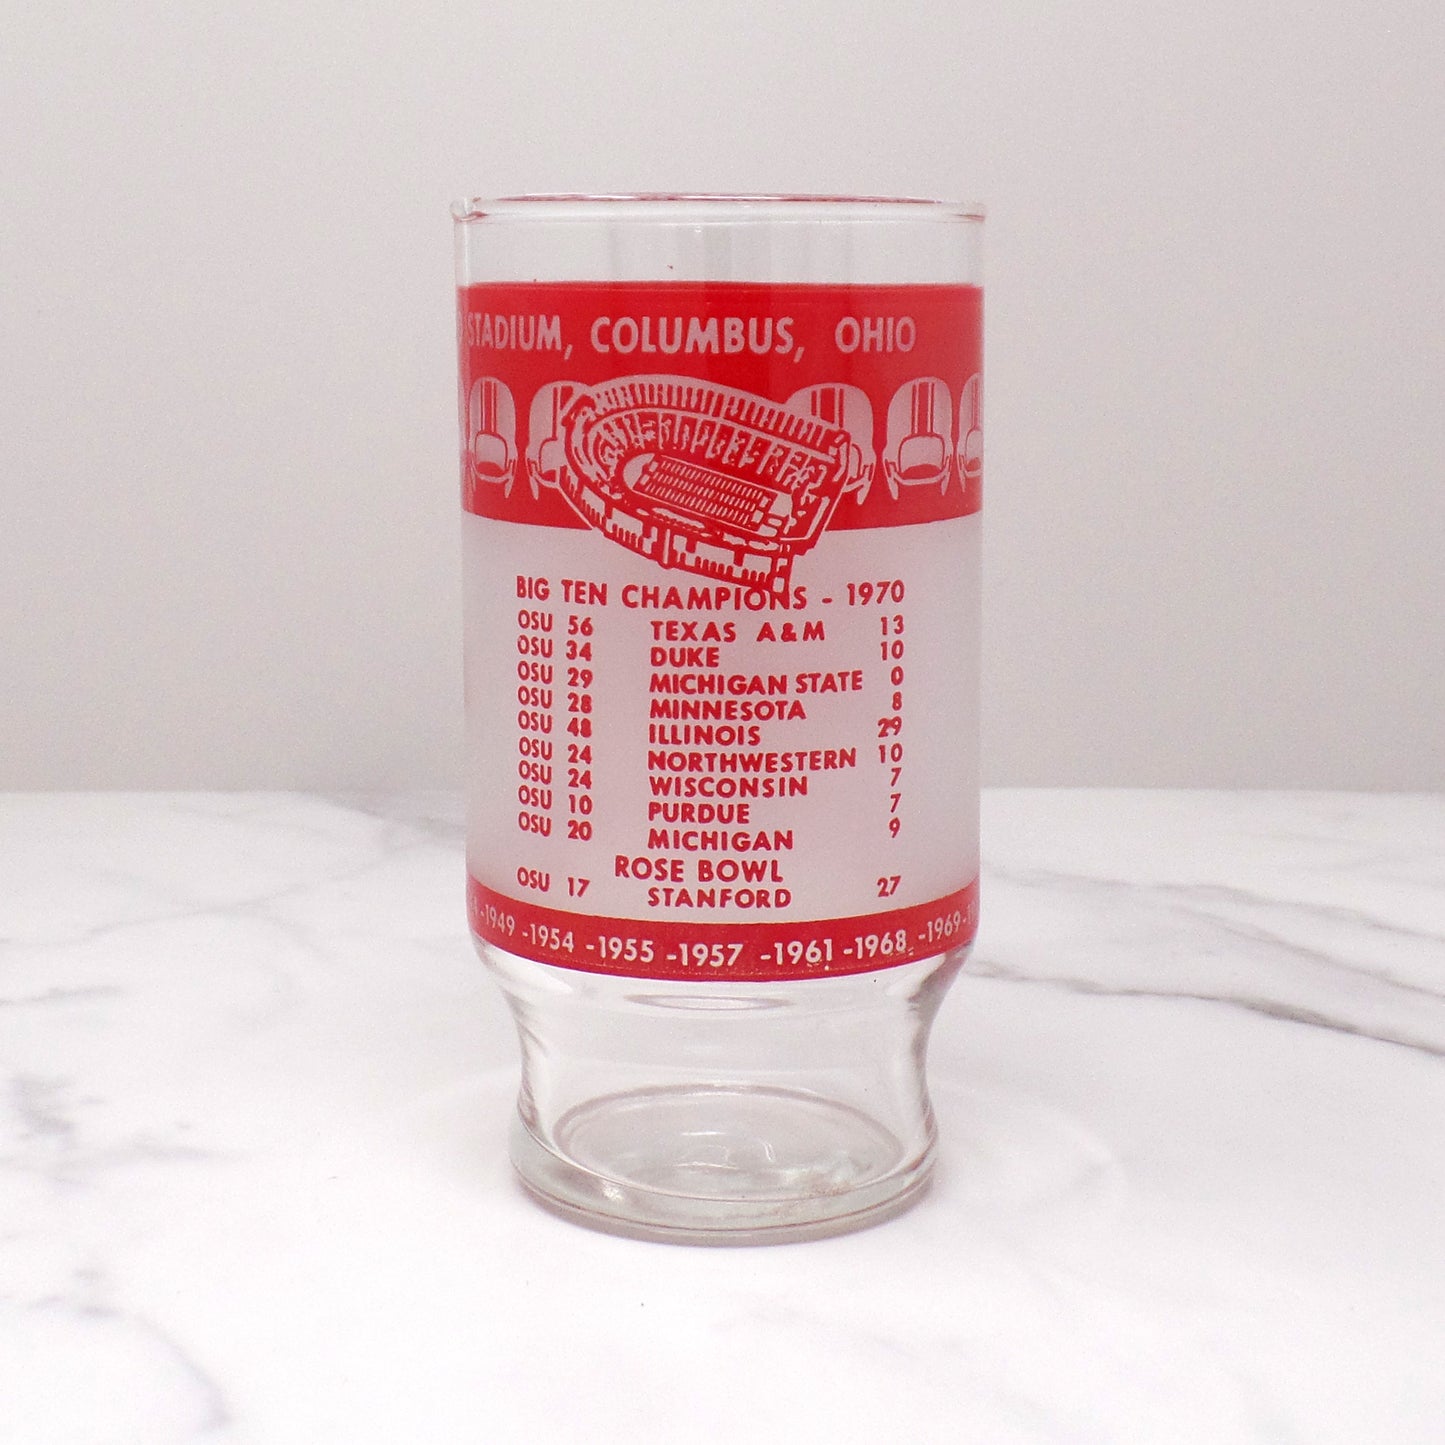 STADIUM, COLUMBUS, OHIO
BIG TEN CHAMPIONS - 1970
OSU 56 TEXAS A&M 13
OSU 34 DUKE 10
OSU 29 MICHIGAN STATE 0
OSU 28 MINNESOTA 8
OSU 48 ILLINOIS 29
OSU 24 NORTHWESTERN 10
OSU 24 WISCONSIN 7
OSU 10 PURDUE 7
OSU 20 MICHIGAN 9
ROSE BOWL
OSU 17 STANFORD 27
-1949 -1954 -1955 -1957 -1961 -1968 -1969-